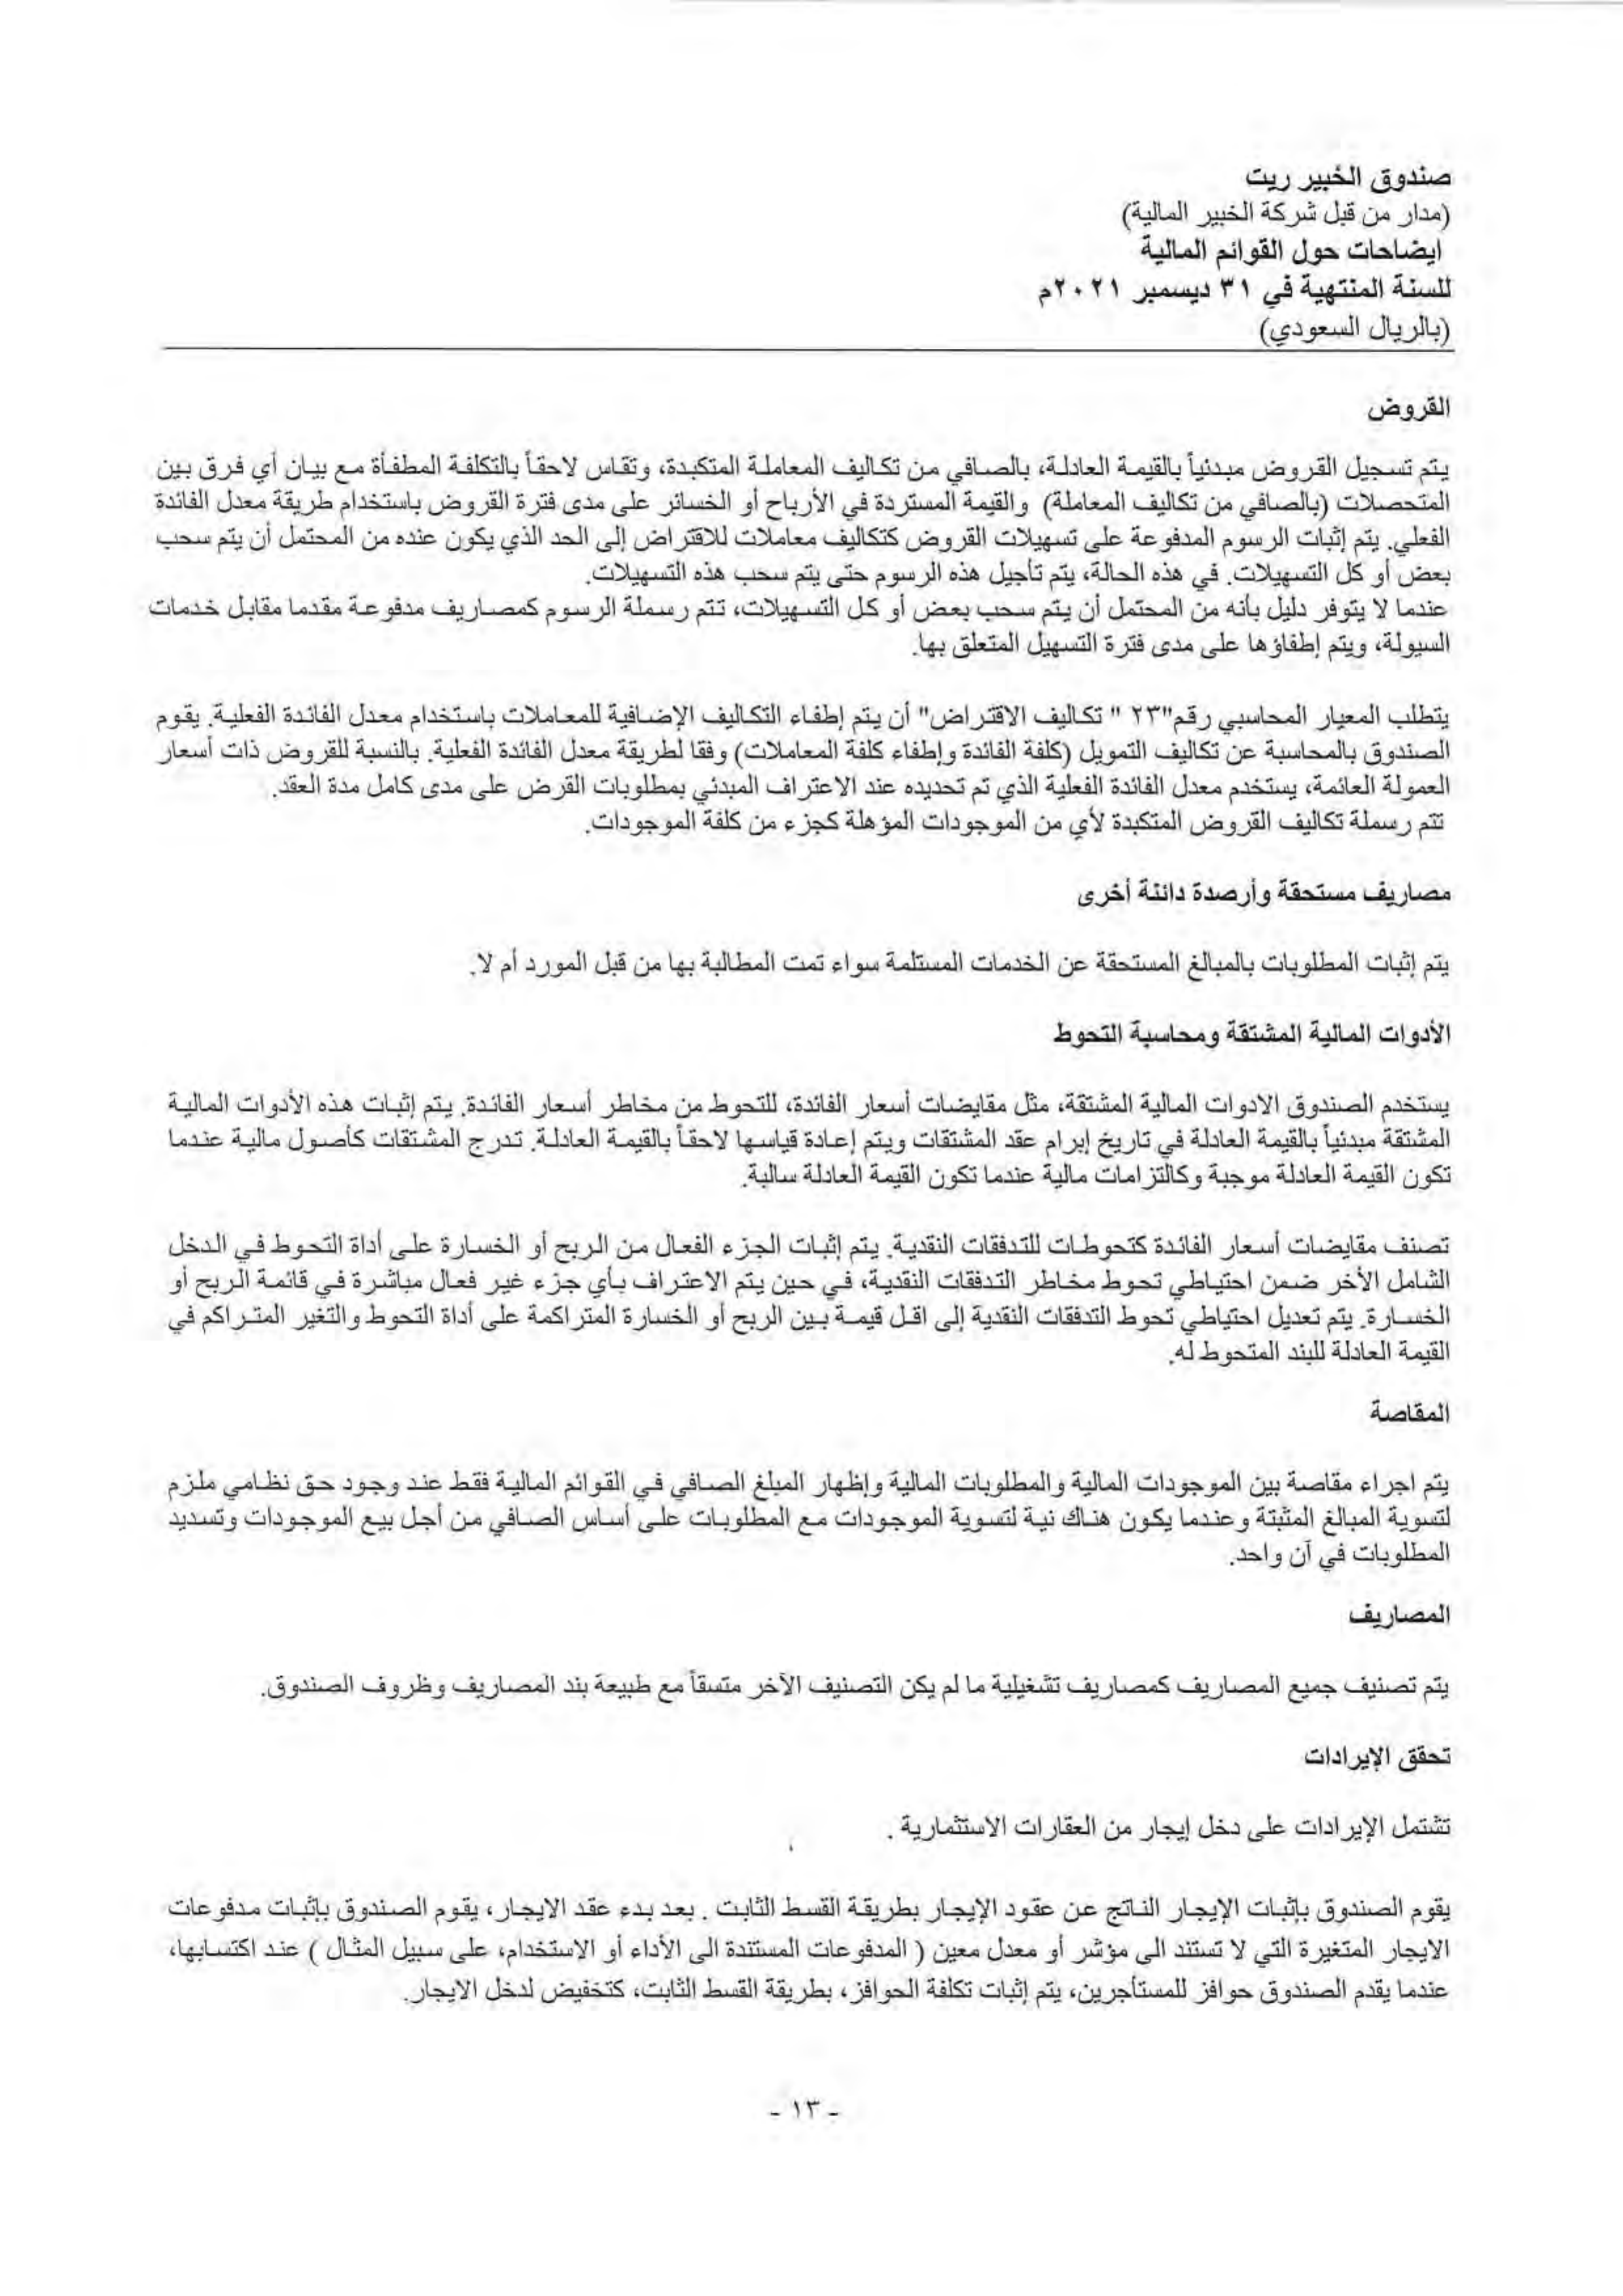 صندوق الخبير ريت
(مدار من قبل شركة الخبير المالية)
ايضاحات حول القوائم المالية
للسنة المنتهية في ٣١ ديسمبر ٢٠٢١م
(بالريال السعودي)
القروض
يتم تسجيل القروض مبدئياً بالقيمة العادلة، بالصافي من تكاليف المعاملة المتكبدة، وتقاس لاحقاً بالتكلفة المطفأة مع بيان أي فرق بين
المتحصلات (بالصافي من تكاليف المعاملة) والقيمة المستردة في الأرباح أو الخسائر على مدى فترة القروض باستخدام طريقة معدل الفائدة
الفعلي. يتم إثبات الرسوم المدفوعة على تسهيلات القروض كتكاليف معاملات للاقتراض إلى الحد الذي يكون عنده من المحتمل أن يتم سحب
بعض أو كل التسهيلات. في هذه الحالة، يتم تأجيل هذه الرسوم حتى يتم سحب هذه التسهيلات.
عندما لا يتوفر دليل بأنه من المحتمل أن يتم سحب بعض أو كل التسهيلات، تتم رسملة الرسوم كمصاريف مدفوعة مقدما مقابل خدمات
السيولة، ويتم إطفاؤها على مدى فترة التسهيل المتعلق بها.
يتطلب المعيار المحاسبي رقم"٢٣ " تكاليف الاقتراض" أن يتم إطفاء التكاليف الإضافية للمعاملات باستخدام معدل الفائدة الفعلية. يقوم
الصندوق بالمحاسبة عن تكاليف التمويل (كلفة الفائدة وإطفاء كلفة المعاملات) وفقا لطريقة معدل الفائدة الفعلية. بالنسبة للقروض ذات أسعار
العمولة العائمة، يستخدم معدل الفائدة الفعلية الذي تم تحديده عند الاعتراف المبدئي بمطلوبات القرض على مدى كامل مدة العقد.
تتم رسملة تكاليف القروض المتكبدة لأي من الموجودات المؤهلة كجزء من كلفة الموجودات.
مصاريف مستحقة وأرصدة دائنة أخرى
يتم إثبات المطلوبات بالمبالغ المستحقة عن الخدمات المستلمة سواء تمت المطالبة بها من قبل المورد أم لا.
الأدوات المالية المشتقة ومحاسبة التحوط
يستخدم الصندوق الادوات المالية المشتقة، مثل مقايضات أسعار الفائدة، للتحوط من مخاطر أسعار الفائدة. يتم إثبات هذه الأدوات المالية
المشتقة مبدئياً بالقيمة العادلة في تاريخ إبرام عقد المشتقات ويتم إعادة قياسها لاحقاً بالقيمة العادلة. تدرج المشتقات كأصول مالية عندما
تكون القيمة العادلة موجبة وكالتزامات مالية عندما تكون القيمة العادلة سالبة.
تصنف مقايضات أسعار الفائدة كتحوطات للتدفقات النقدية. يتم إثبات الجزء الفعال من الربح أو الخسارة على أداة التحوط في الدخل
الشامل الأخر ضمن احتياطي تحوط مخاطر التدفقات النقدية، في حين يتم الاعتراف بأي جزء غير فعال مباشرة في قائمة الربح أو
الخسارة. يتم تعديل احتياطي تحوط التدفقات النقدية إلى اقل قيمة بين الربح أو الخسارة المتراكمة على أداة التحوط والتغير المتراكم في
القيمة العادلة للبند المتحوط له.
المقاصة
يتم اجراء مقاصة بين الموجودات المالية والمطلوبات المالية وإظهار المبلغ الصافي في القوائم المالية فقط عند وجود حق نظامي ملزم
لتسوية المبالغ المثبتة وعندما يكون هناك نية لتسوية الموجودات مع المطلوبات على أساس الصافي من أجل بيع الموجودات وتسديد
المطلوبات في آن واحد.
المصاريف
يتم تصنيف جميع المصاريف كمصاريف تشغيلية ما لم يكن التصنيف الآخر متسقاً مع طبيعة بند المصاريف وظروف الصندوق.
تحقق الإيرادات
تشتمل الإيرادات على دخل إيجار من العقارات الاستثمارية .
يقوم الصندوق بإثبات الإيجار الناتج عن عقود الإيجار بطريقة القسط الثابت . بعد بدء عقد الايجار، يقوم الصندوق بإثبات مدفوعات
الايجار المتغيرة التي لا تستند الى مؤشر أو معدل معين ( المدفوعات المستندة الى الأداء أو الاستخدام، على سبيل المثال ) عند اكتسابها،
عندما يقدم الصندوق حوافز للمستأجرين، يتم إثبات تكلفة الحوافز، بطريقة القسط الثابت، كتخفيض لدخل الايجار.
- ١٣ -